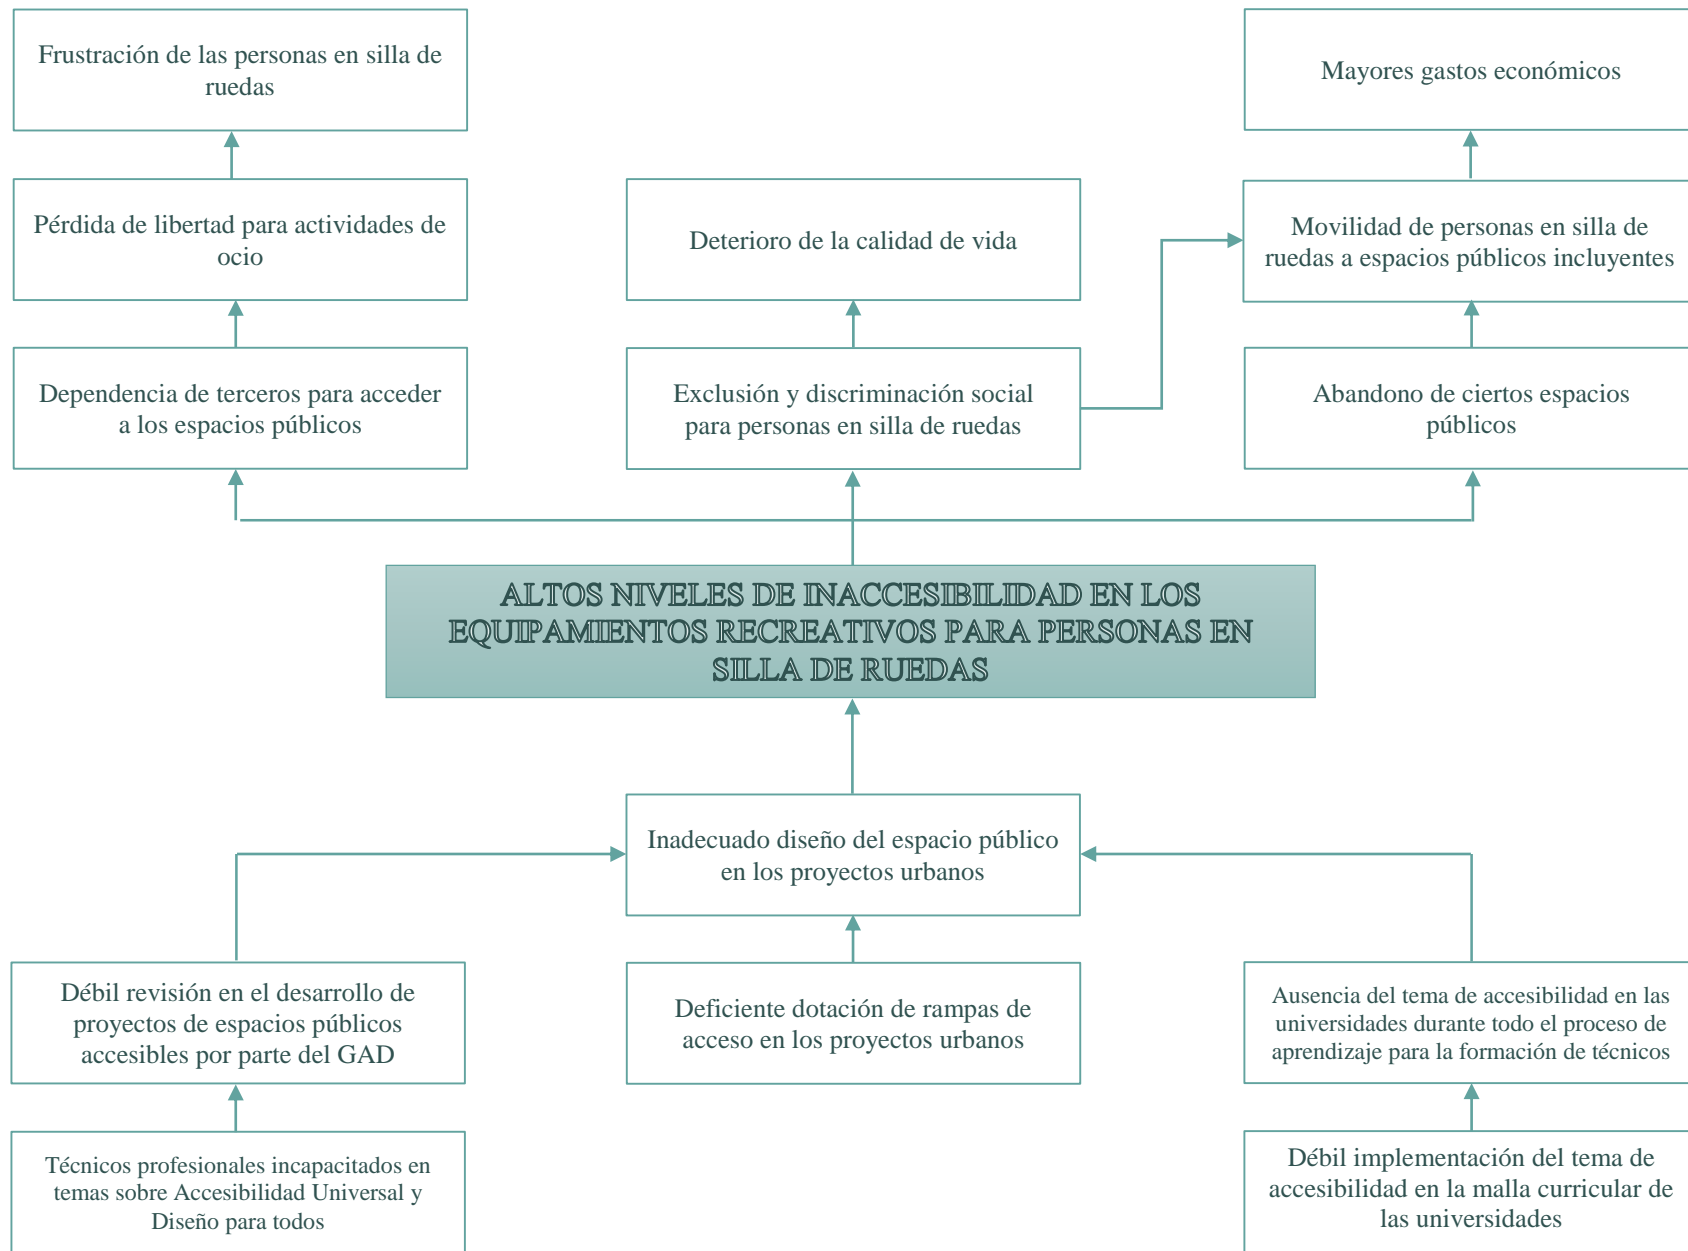 Frustración de las personas en silla de
ruedas
Mayores gastos económicos
Pérdida de libertad para actividades de
ocio
Deterioro de la calidad de vida
Movilidad de personas en silla de
ruedas a espacios públicos incluyentes
Dependencia de terceros para acceder
a los espacios públicos
Exclusión y discriminación social
para personas en silla de ruedas
Abandono de ciertos espacios
públicos
ALTOS NIVELES DE INACCESIBILIDAD EN LOS
EQUIPAMIENTOS RECREATIVOS PARA PERSONAS EN
SILLA DE RUEDAS
Inadecuado diseño del espacio público
en los proyectos urbanos
Débil revisión en el desarrollo de
proyectos de espacios públicos
accesibles por parte del GAD
Deficiente dotación de rampas de
acceso en los proyectos urbanos
Ausencia del tema de accesibilidad en las
universidades durante todo el proceso de
aprendizaje para la formación de técnicos
Técnicos profesionales incapacitados en
temas sobre Accesibilidad Universal y
Diseño para todos
Débil implementación del tema de
accesibilidad en la malla curricular de
las universidades